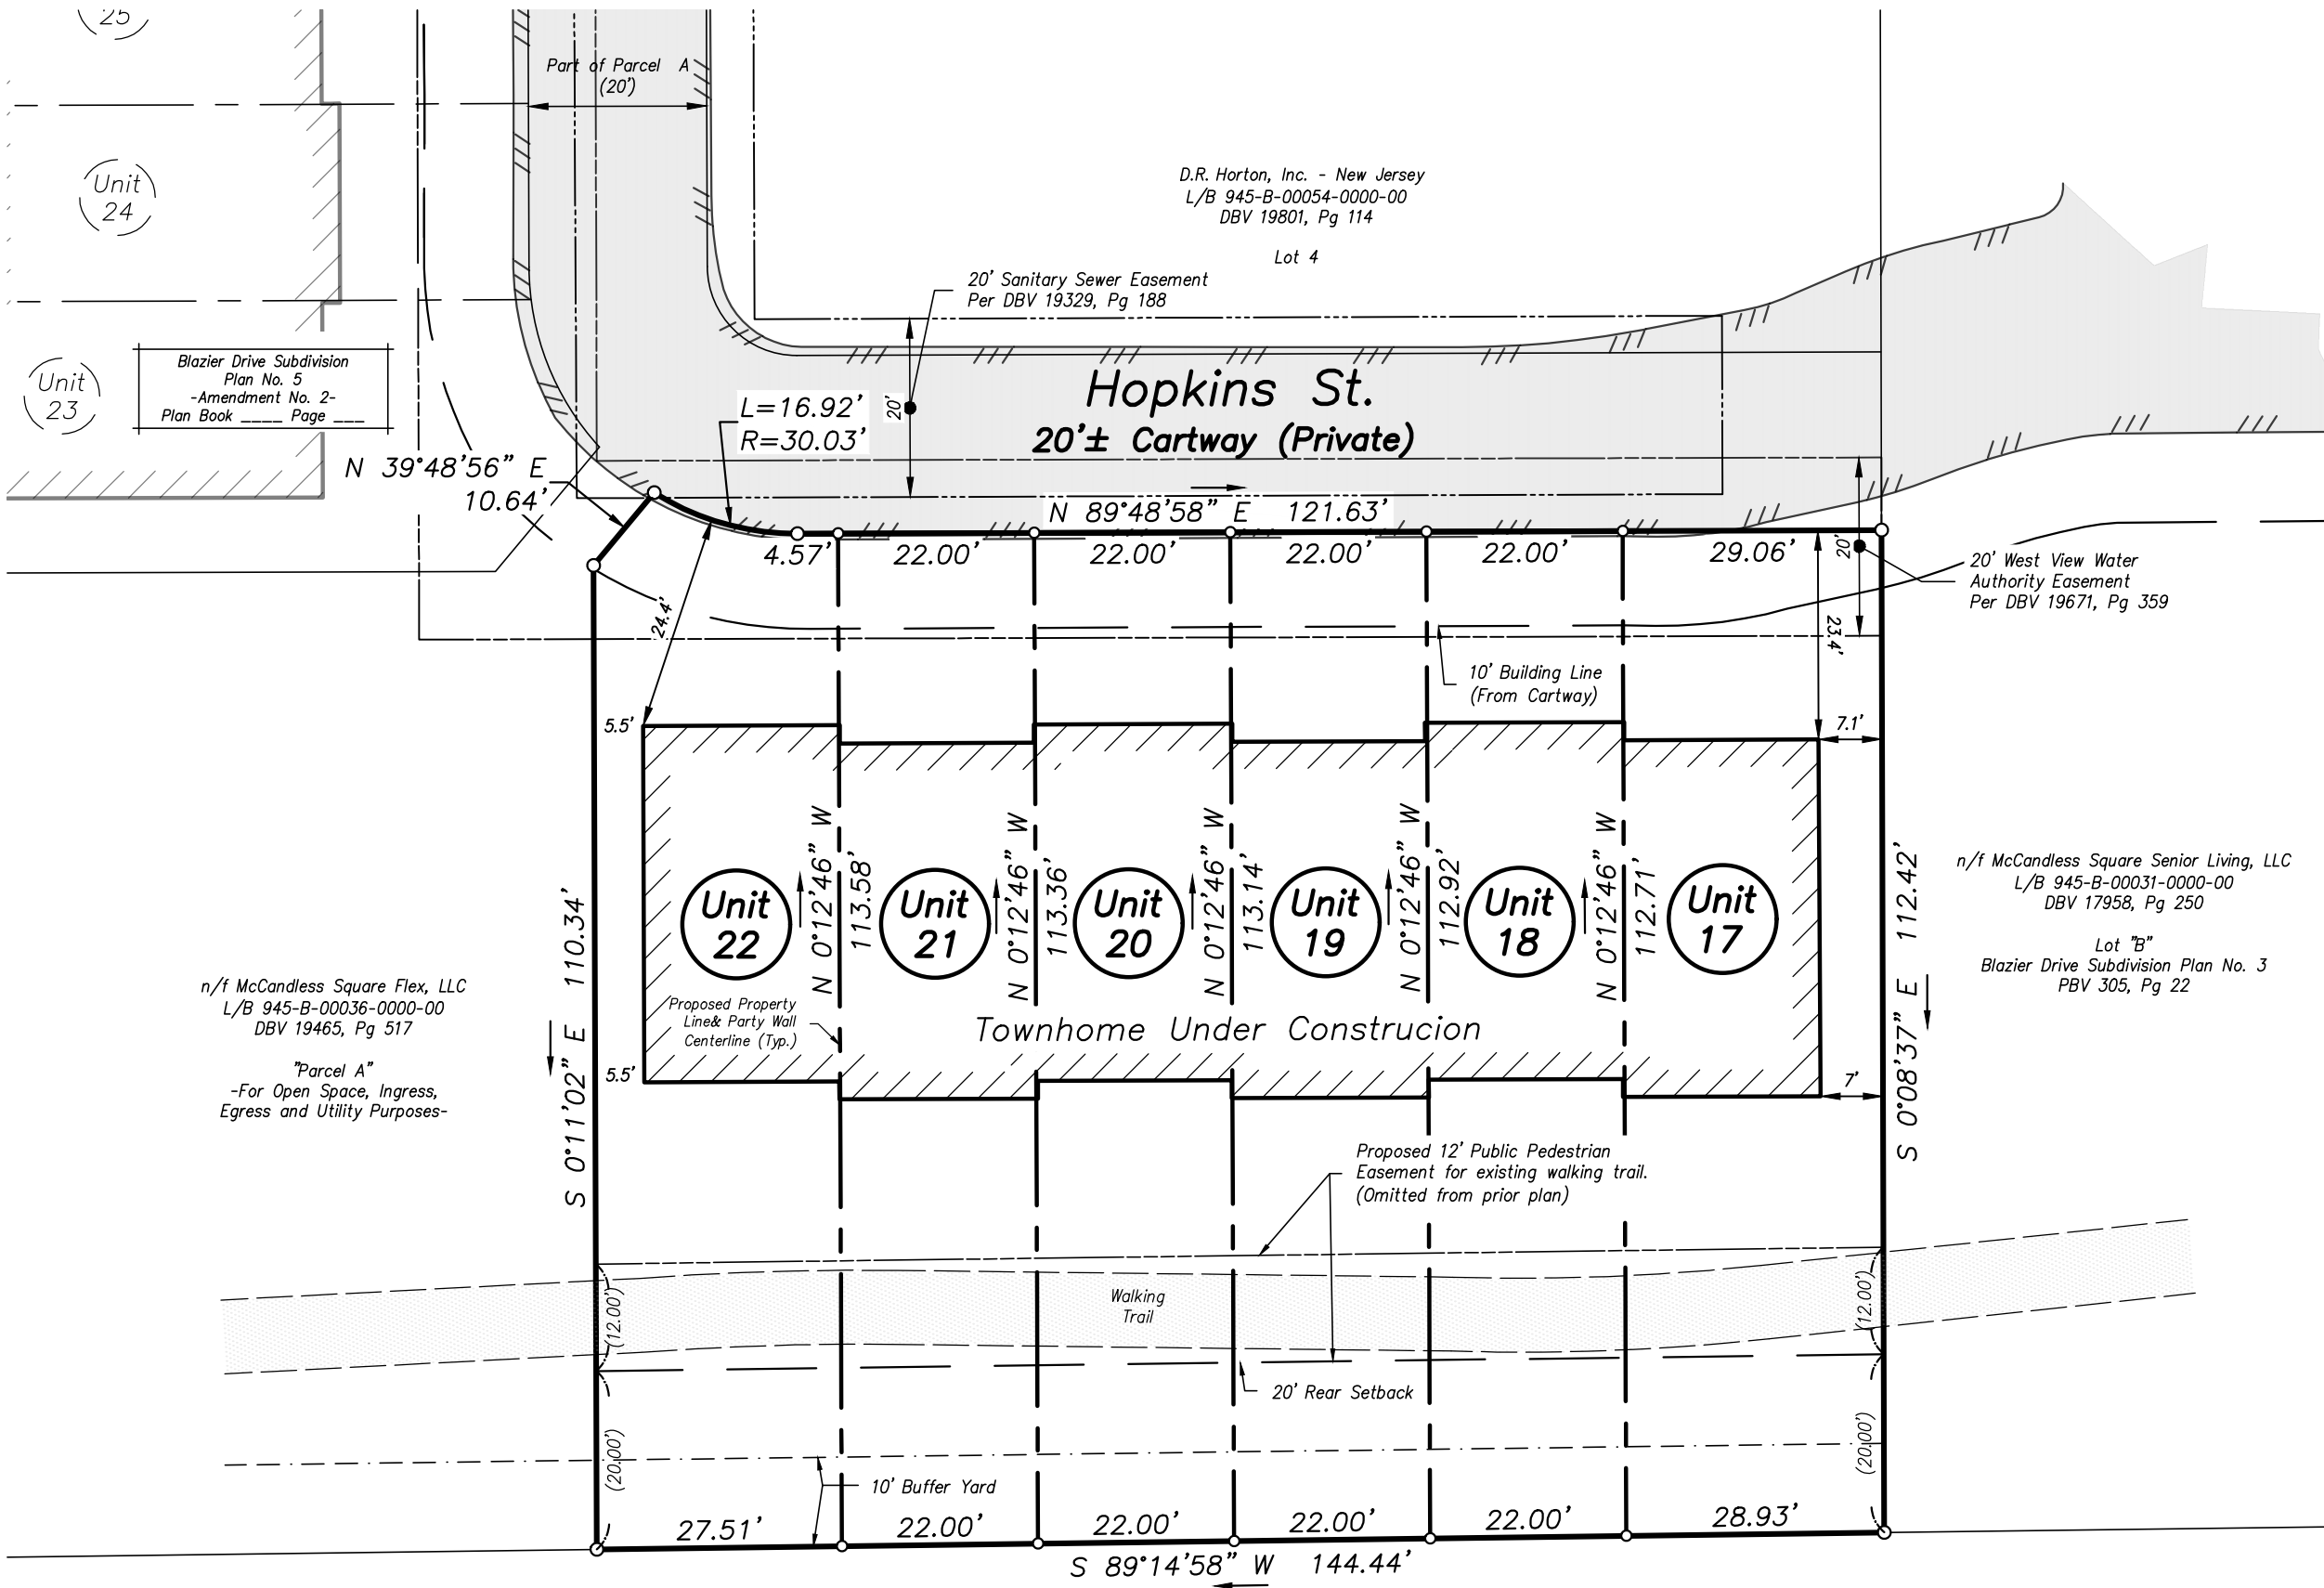 25
Part of Parcel A
(20')
Unit
24
D.R. Horton, Inc. - New Jersey
L/B 945-B-00054-0000-00
DBV 19801, Pg 114
Lot 4
20' Sanitary Sewer Easement
Per DBV 19329, Pg 188
Unit
23
Blazier Drive Subdivision
Plan No. 5
-Amendment No. 2-
Plan Book ____ Page ___
L=16.92'
R=30.03'
20'
Hopkins St.
20'± Cartway (Private)
N 39°48'56" E
10.64'
N 89°48'58" E 121.63'
4.57'
22.00'
22.00'
22.00'
22.00'
29.06'
20'
20' West View Water
Authority Easement
Per DBV 19671, Pg 359
24.4'
23.4'
10' Building Line
(From Cartway)
5.5'
7.1'
Unit
22
N 0°12'46" W
113.58'
Unit
21
N 0°12'46" W
113.36'
Unit
20
N 0°12'46" W
113.14'
Unit
19
N 0°12'46" W
112.92'
Unit
18
N 0°12'46" W
112.71'
Unit
17
S 0°11'02" E 110.34'
S 0°08'37" E 112.42'
n/f McCandless Square Senior Living, LLC
L/B 945-B-00031-0000-00
DBV 17958, Pg 250
Lot "B"
Blazier Drive Subdivision Plan No. 3
PBV 305, Pg 22
n/f McCandless Square Flex, LLC
L/B 945-B-00036-0000-00
DBV 19465, Pg 517
"Parcel A"
-For Open Space, Ingress,
Egress and Utility Purposes-
Proposed Property
Line& Party Wall
Centerline (Typ.)
Townhome Under Construcion
5.5'
7'
Proposed 12' Public Pedestrian
Easement for existing walking trail.
(Omitted from prior plan)
Walking
Trail
(12.00')
(12.00')
20' Rear Setback
(20.00')
(20.00')
10' Buffer Yard
27.51'
22.00'
22.00'
22.00'
22.00'
28.93'
S 89°14'58" W 144.44'